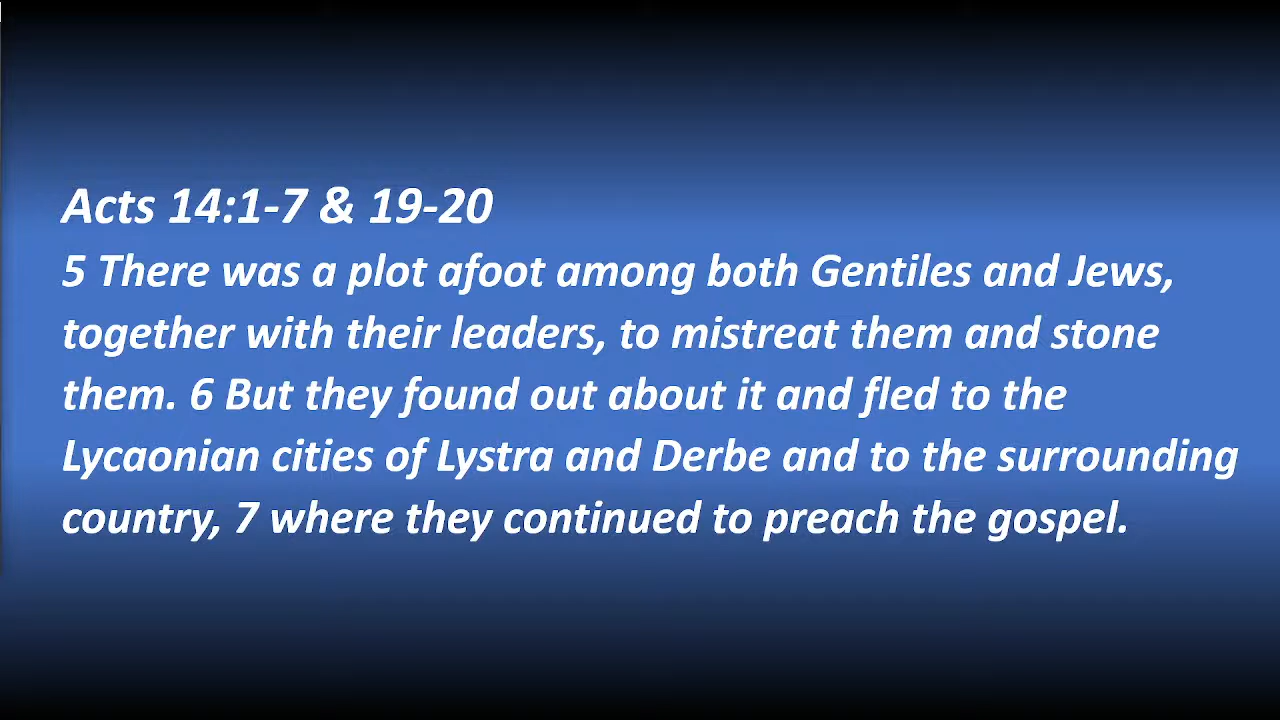 Acts 14:1-7 & 19-20
5 There was a plot afoot among both Gentiles and Jews,
together with their leaders, to mistreat them and stone
them. 6 But they found out about it and fled to the
Lycaonian cities of Lystra and Derbe and to the surrounding
country, 7 where they continued to preach the gospel.